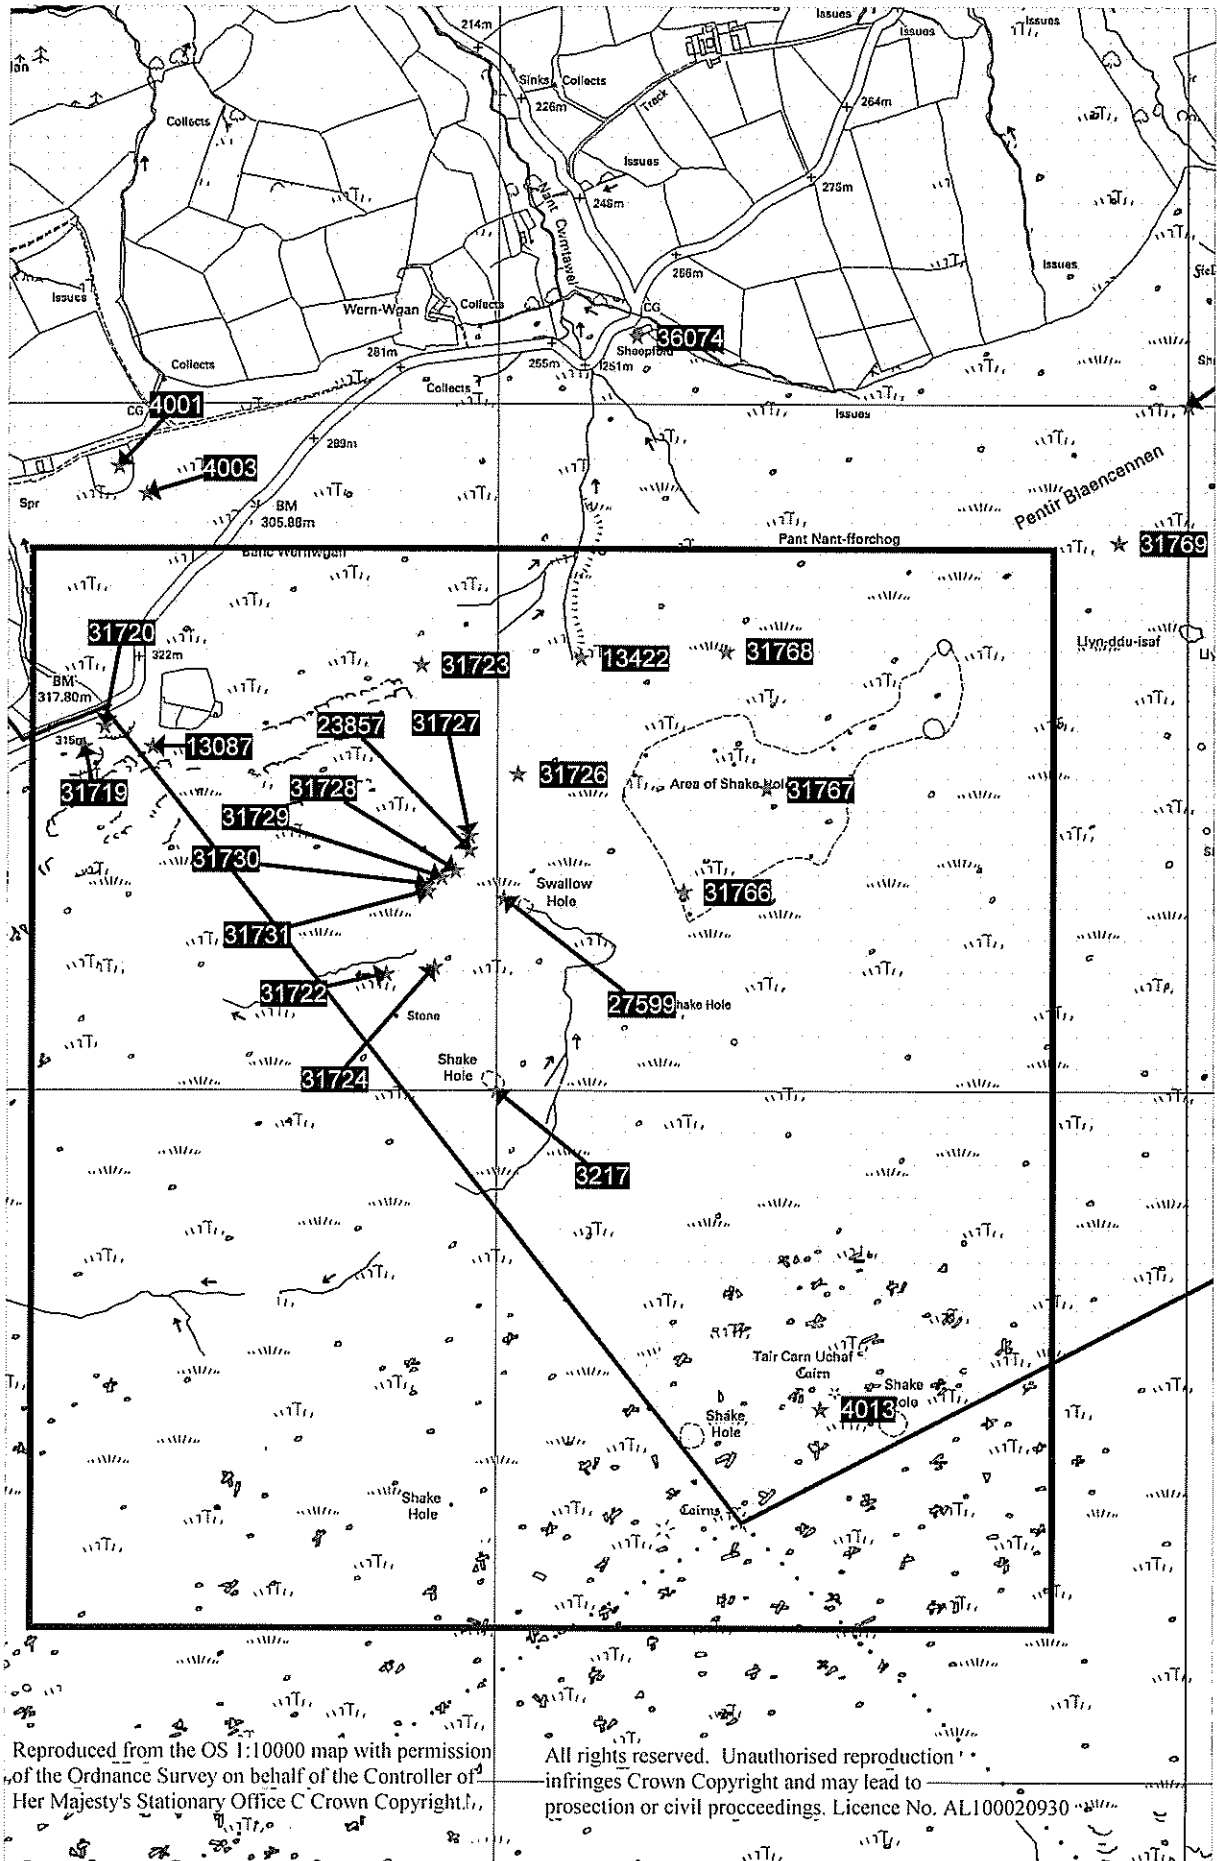 214m
Issues
Issues
Issues
Sinks
Collects
226m
Track
264m
Collects
Issues
278m
248m
Nant Cwmtawel
266m
Issues
Issues
Wern-Wgan
Collects
CG
36074
Sheepfold
281m
255m
251m
Collects
Collects
Issues
CG
4001
289m
4003
Spr
BM
305.88m
Pentir Blaencennen
Pant Nant-fforchog
31769
Banc Wernwgan
31720
322m
31723
13422
31768
Llyn-ddu-isaf
BM
317.80m
315m
13087
23857
31727
31719
31728
31726
Area of Shake Hol
31767
31729
31730
Swallow
Hole
31766
31731
31722
27599
hake Hole
Stone
Shake
Hole
31724
3217
Tair Carn Uchaf
Cairn
Shake
ole
4013
Shake
Hole
Shake
Hole
Cairns
Reproduced from the OS 1:10000 map with permission
of the Ordnance Survey on behalf of the Controller of
Her Majesty's Stationary Office C Crown Copyright.
All rights reserved. Unauthorised reproduction
infringes Crown Copyright and may lead to
prosection or civil procceedings. Licence No. AL100020930